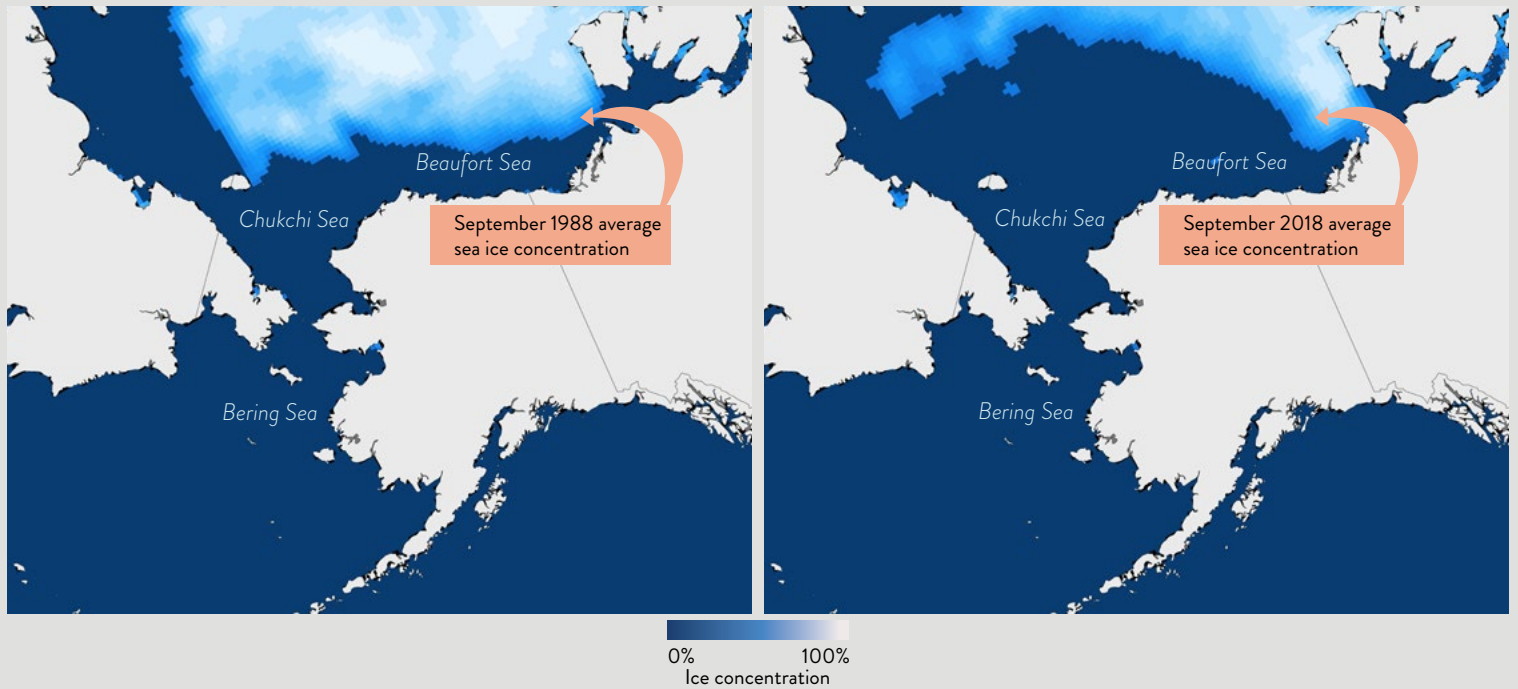 Beaufort Sea
Chukchi Sea
September 1988 average
sea ice concentration
Bering Sea
Beaufort Sea
Chukchi Sea
September 2018 average
sea ice concentration
Bering Sea
0% 100%
Ice concentration